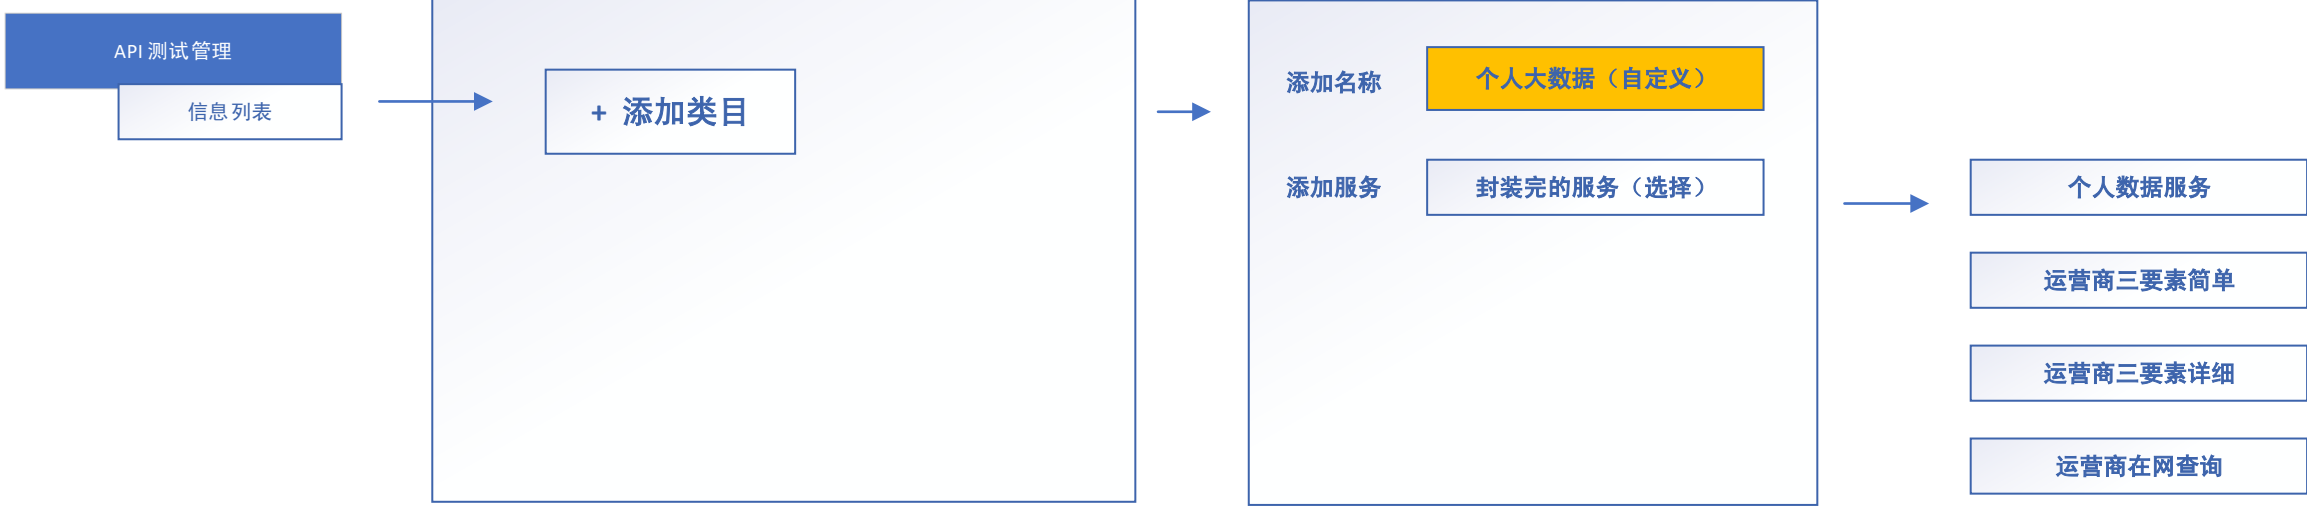 API 测试管理
信息列表
+ 添加类目
添加名称
个人大数据（自定义）
添加服务
封装完的服务（选择）
个人数据服务
运营商三要素简单
运营商三要素详细
运营商在网查询